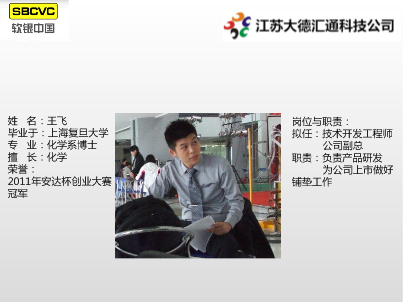 SBCVC
软银中国
江苏大德汇通科技公司
姓 名：王飞
毕业于：上海复旦大学
专 业：化学系博士
擅 长：化学
荣誉：
2011年安达杯创业大赛
冠军
岗位与职责：
拟任：技术开发工程师
公司副总
职责：负责产品研发
为公司上市做好
铺垫工作